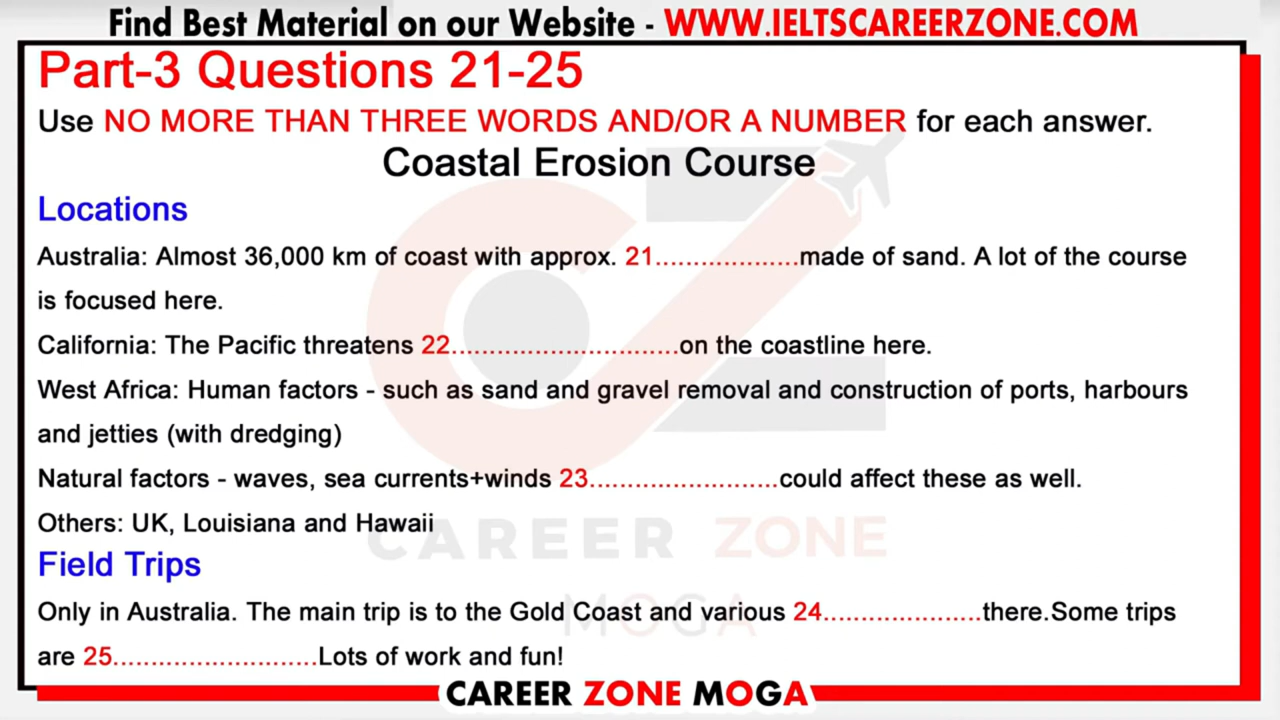 Find Best Material on our Website - WWW.IELTSCAREERZONE.COM
Part-3 Questions 21-25
Use NO MORE THAN THREE WORDS AND/OR A NUMBER for each answer.
Coastal Erosion Course
Locations
Australia: Almost 36,000 km of coast with approx. 21...................made of sand. A lot of the course
is focused here.
California: The Pacific threatens 22..............................on the coastline here.
West Africa: Human factors - such as sand and gravel removal and construction of ports, harbours
and jetties (with dredging)
Natural factors - waves, sea currents+winds 23.........................could affect these as well.
Others: UK, Louisiana and Hawaii
CAREER ZONE
Field Trips
Only in Australia. The main trip is to the Gold Coast and various 24.....................there.Some trips
MOGA
are 25...........................Lots of work and fun!
CAREER ZONE MOGA